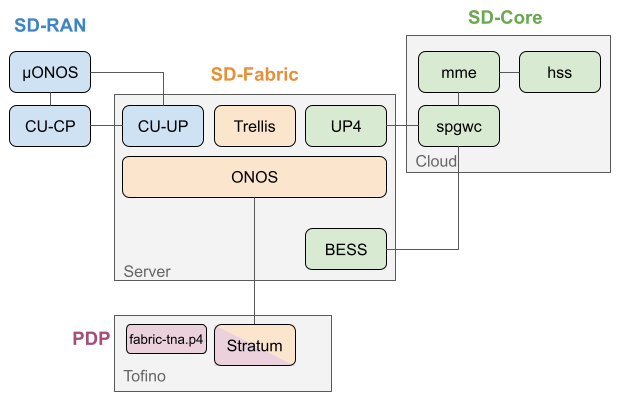 SD-RAN
SD-Core
SD-Fabric
µONOS
mme
hss
CU-CP
CU-UP
Trellis
UP4
spgwc
Cloud
ONOS
BESS
Server
PDP
fabric-tna.p4
Stratum
Tofino